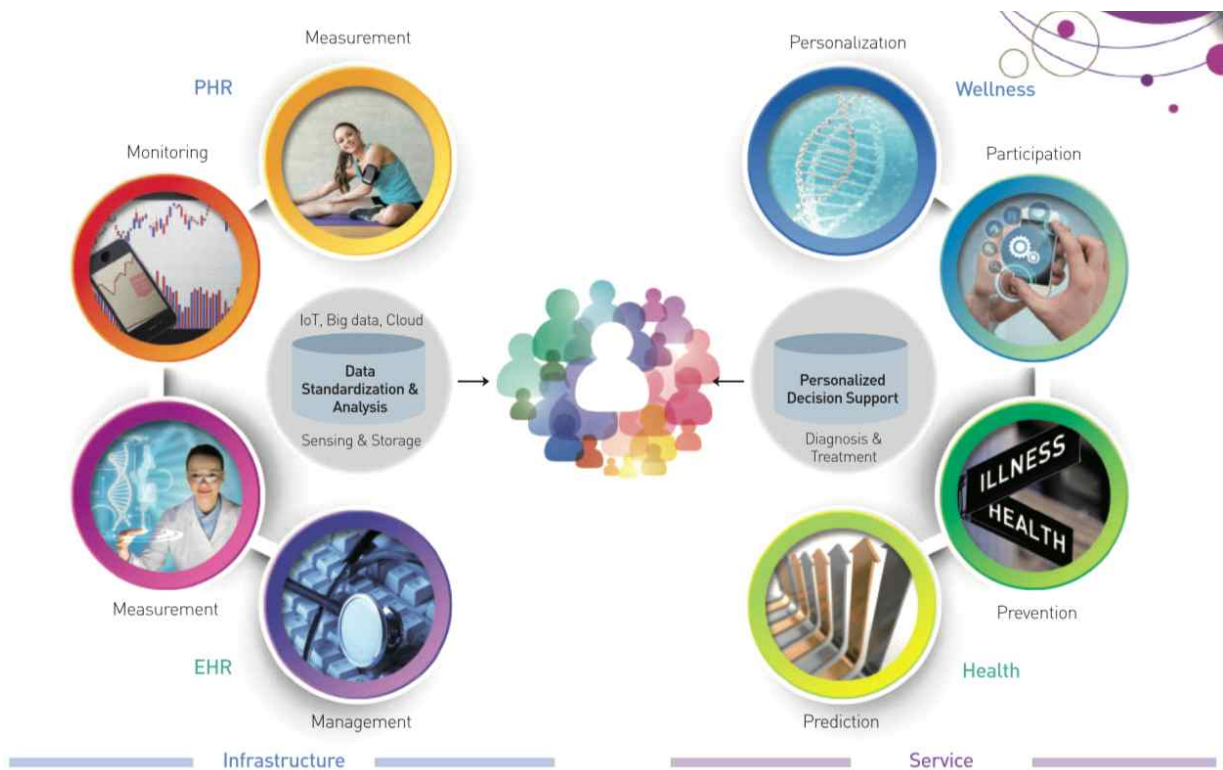 Measurement
PHR
Monitoring
IoT, Big data, Cloud
Data
Standardization &
Analysis
Sensing & Storage
Measurement
EHR
Management
Infrastructure
Personalization
Wellness
Participation
Personalized
Decision Support
Diagnosis &
Treatment
ILLNESS
HEALTH
Prevention
Health
Prediction
Service